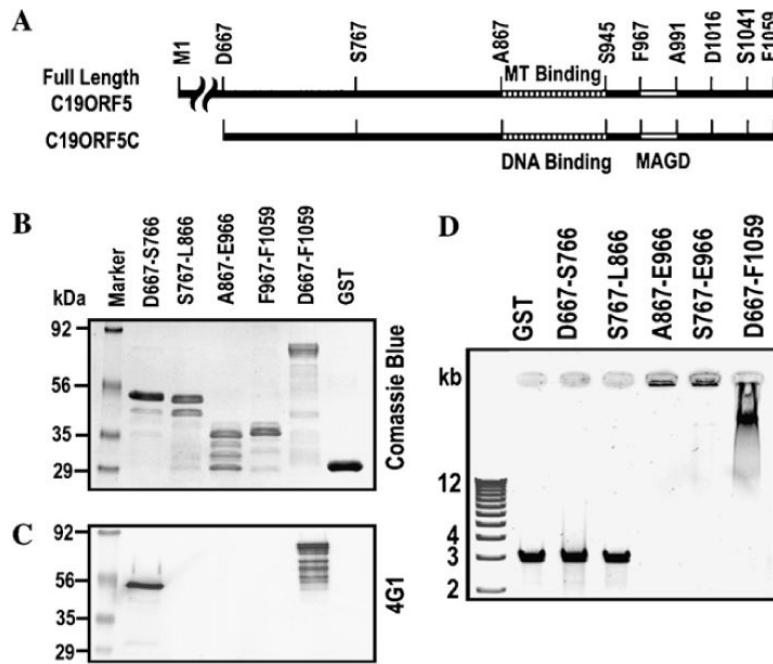 A
M1 D667 S767 A867 S945 F967 A991 D1016 S1041 F1059
Full Length MT Binding
C19ORF5
C19ORF5C
DNA Binding MAGD
B
kDa Marker D667-S766 S767-L866 A867-E966 F967-F1059 D667-F1059 GST
92
56
35
29
Comassie Blue
C
92
56
35
29
4G1
D
GST D667-S766 S767-L866 A867-E966 S767-E966 D667-F1059
kb
12
4
3
2